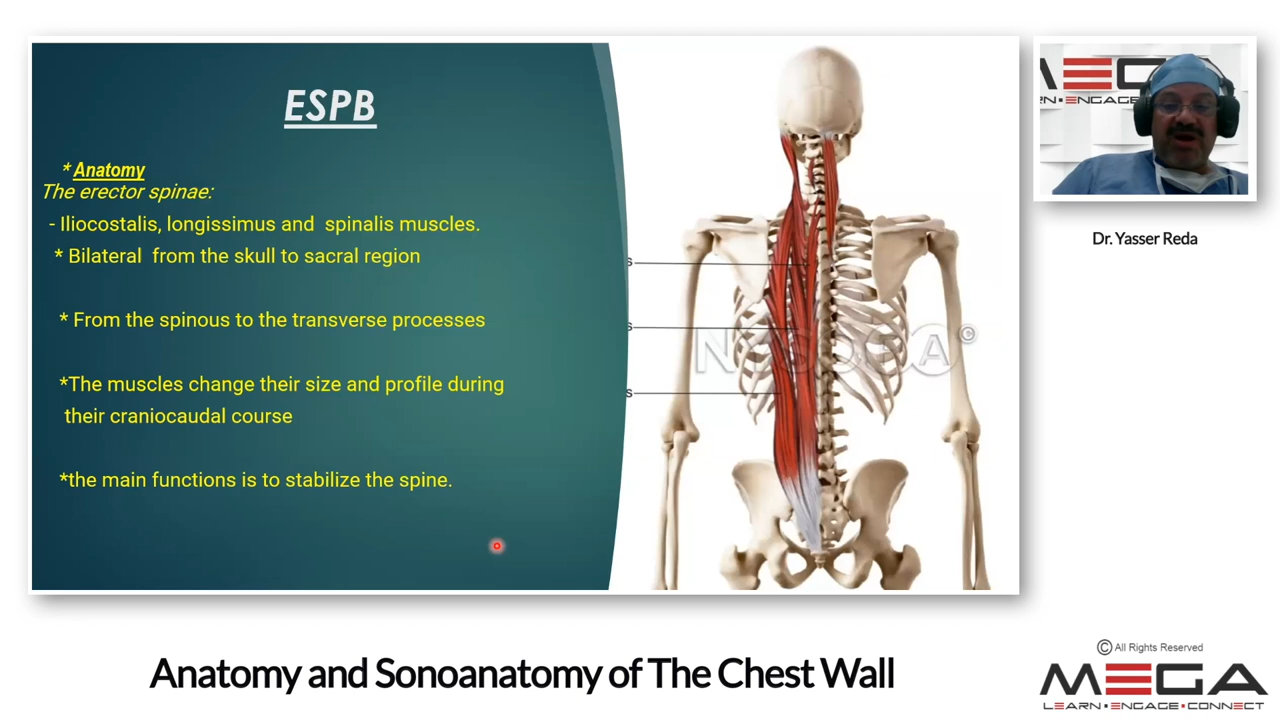 ESPB
* Anatomy
The erector spinae:
- Iliocostalis, longissimus and spinalis muscles.
* Bilateral from the skull to sacral region
* From the spinous to the transverse processes
*The muscles change their size and profile during
their craniocaudal course
*the main functions is to stabilize the spine.
s
s
s
NYSORA©
RN•ENGAGE
Dr. Yasser Reda
Anatomy and Sonoanatomy of The Chest Wall
© All Rights Reserved
MEGA
LEARN•ENGAGE•CONNECT